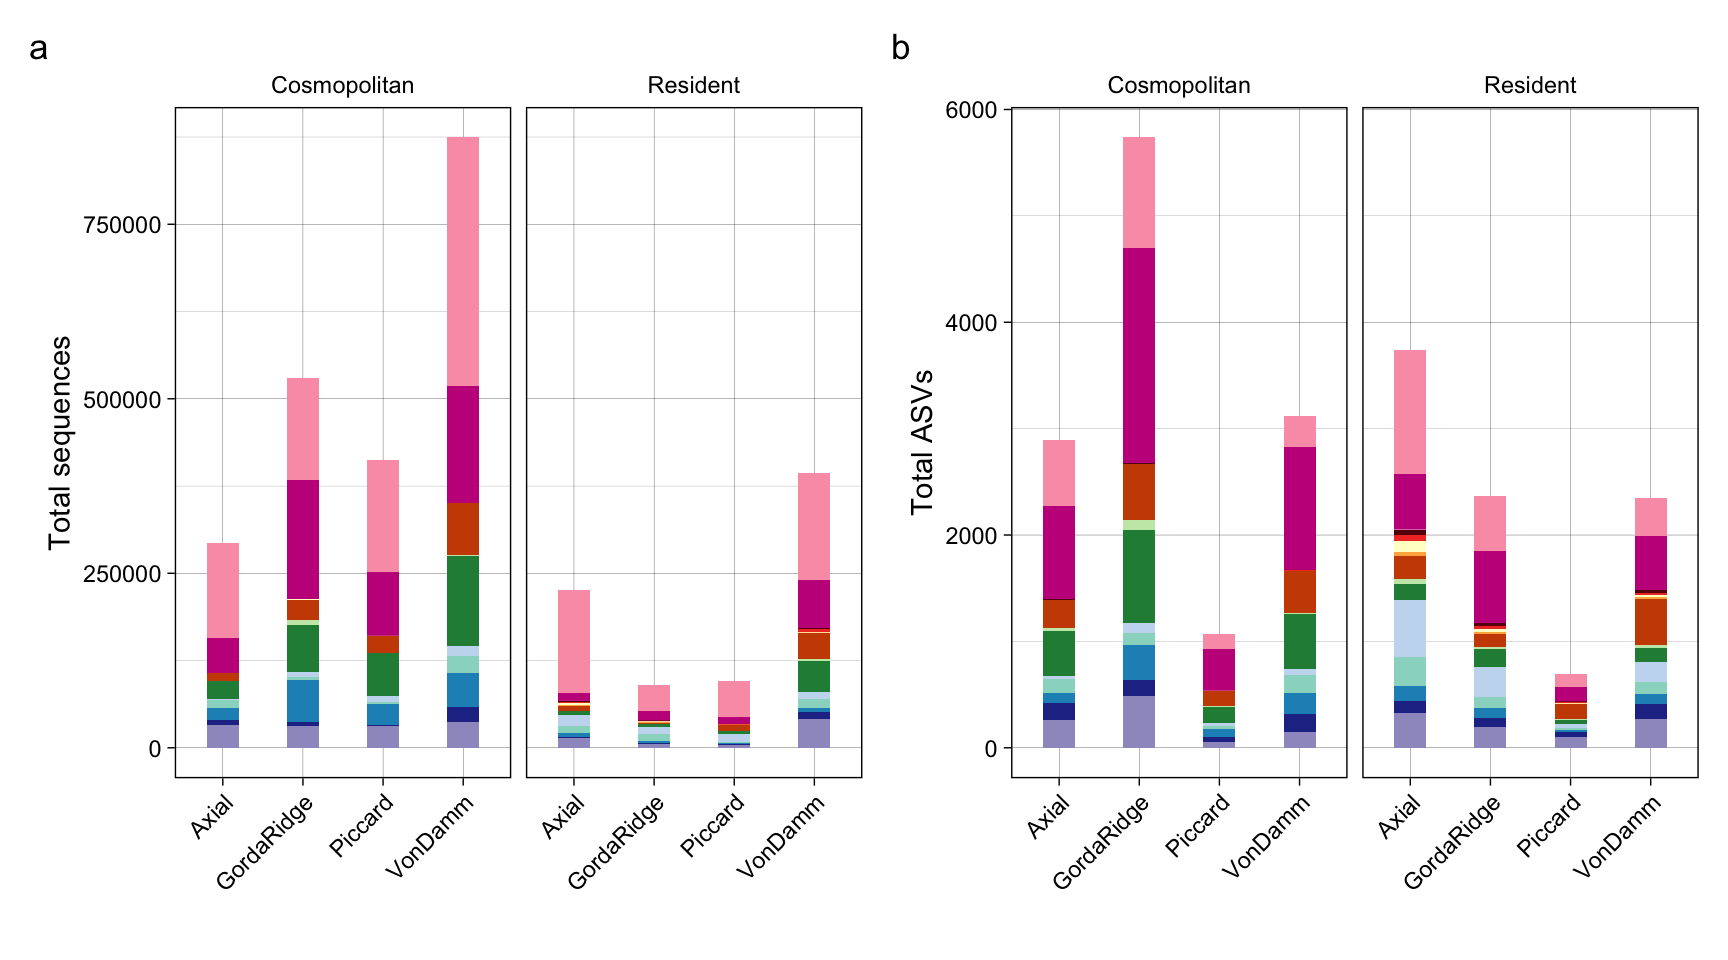 a
Cosmopolitan
Resident
Total sequences
750000
500000
250000
0
Axial
GordaRidge
Piccard
VonDamm
Axial
GordaRidge
Piccard
VonDamm
b
Cosmopolitan
Resident
Total ASVs
6000
4000
2000
0
Axial
GordaRidge
Piccard
VonDamm
Axial
GordaRidge
Piccard
VonDamm